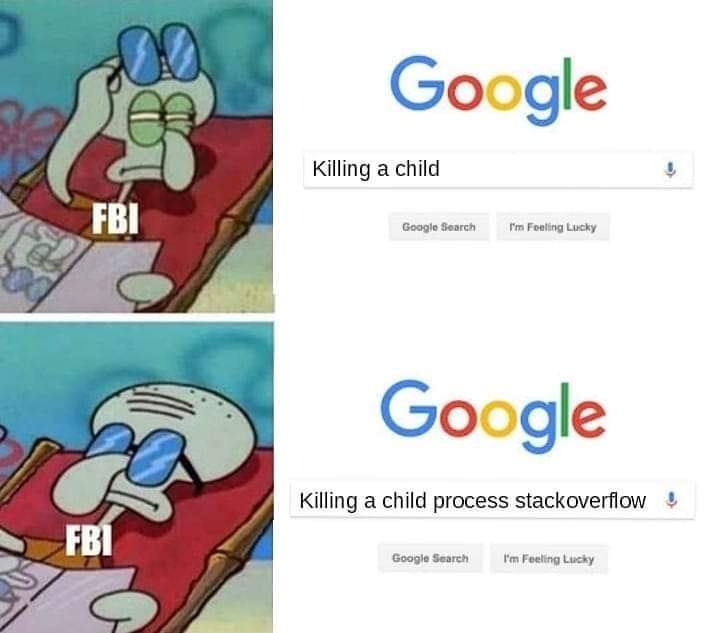 Google
Killing a child
FBI
Google Search
I'm Feeling Lucky
Google
Killing a child process stackoverflow
FBI
Google Search
I'm Feeling Lucky